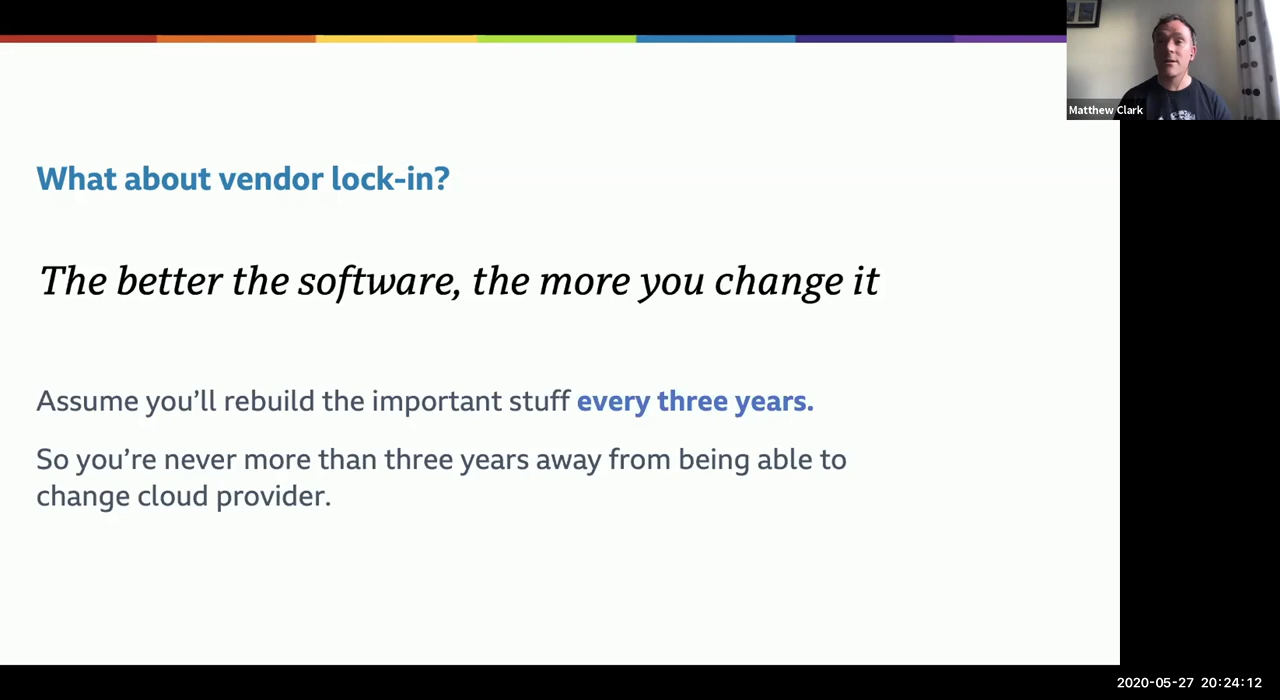 Matthew Clark
What about vendor lock-in?
The better the software, the more you change it
Assume you’ll rebuild the important stuff every three years.
So you’re never more than three years away from being able to
change cloud provider.
2020-05-27 20:24:12